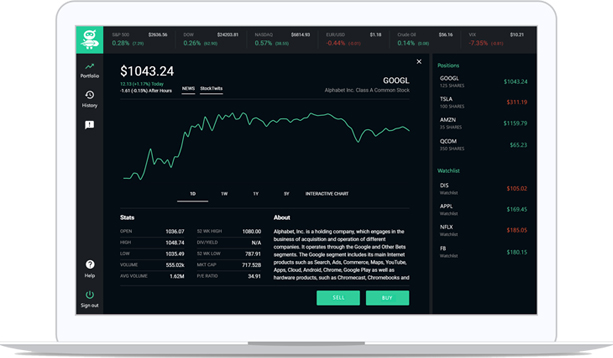 S&P 500 $2636.56
0.28% (7.09)
DOW $24203.81
0.26%
NASDAQ $6814.93
0.57%
EUR/USD $1.18
-0.44%
Crude Oil $56.16
0.14% (0.08)
VIX $10.21
-7.35%
Portfolio
History
Help
Sign out
$1043.24
12.13 (+1.17%) Today
-1.61 (-0.15%) After Hours
NEWS StockTwits
GOOGL
Alphabet Inc. Class A Common Stock
1D 1W 1Y 5Y INTERACTIVE CHART
Stats
OPEN 1036.07 52 WK HIGH 1080.00
HIGH 1048.74 DIV/YIELD N/A
LOW 1035.49 52 WK LOW 787.91
VOLUME 555.02k MKT CAP 717.52B
AVG VOLUME 1.62M P/E RATIO 34.91
About
Alphabet, Inc. is a holding company, which engages in the
business of acquisition and operation of different
companies. It operates through the Google and Other Bets
segments. The Google segment includes its main Internet
products such as Search, Ads, Commerce, Maps, YouTube,
Apps, Cloud, Android, Chrome, Google Play as well as
hardware products, such as Chromecast, Chromebooks and
SELL BUY
Positions
GOOGL $1043.24
125 SHARES
TSLA $311.19
100 SHARES
AMZN $1159.79
35 SHARES
QCOM $65.23
350 SHARES
Watchlist
DIS $105.02
Watchlist
APPL $169.45
Watchlist
NFLX $185.05
Watchlist
FB $180.15
Watchlist